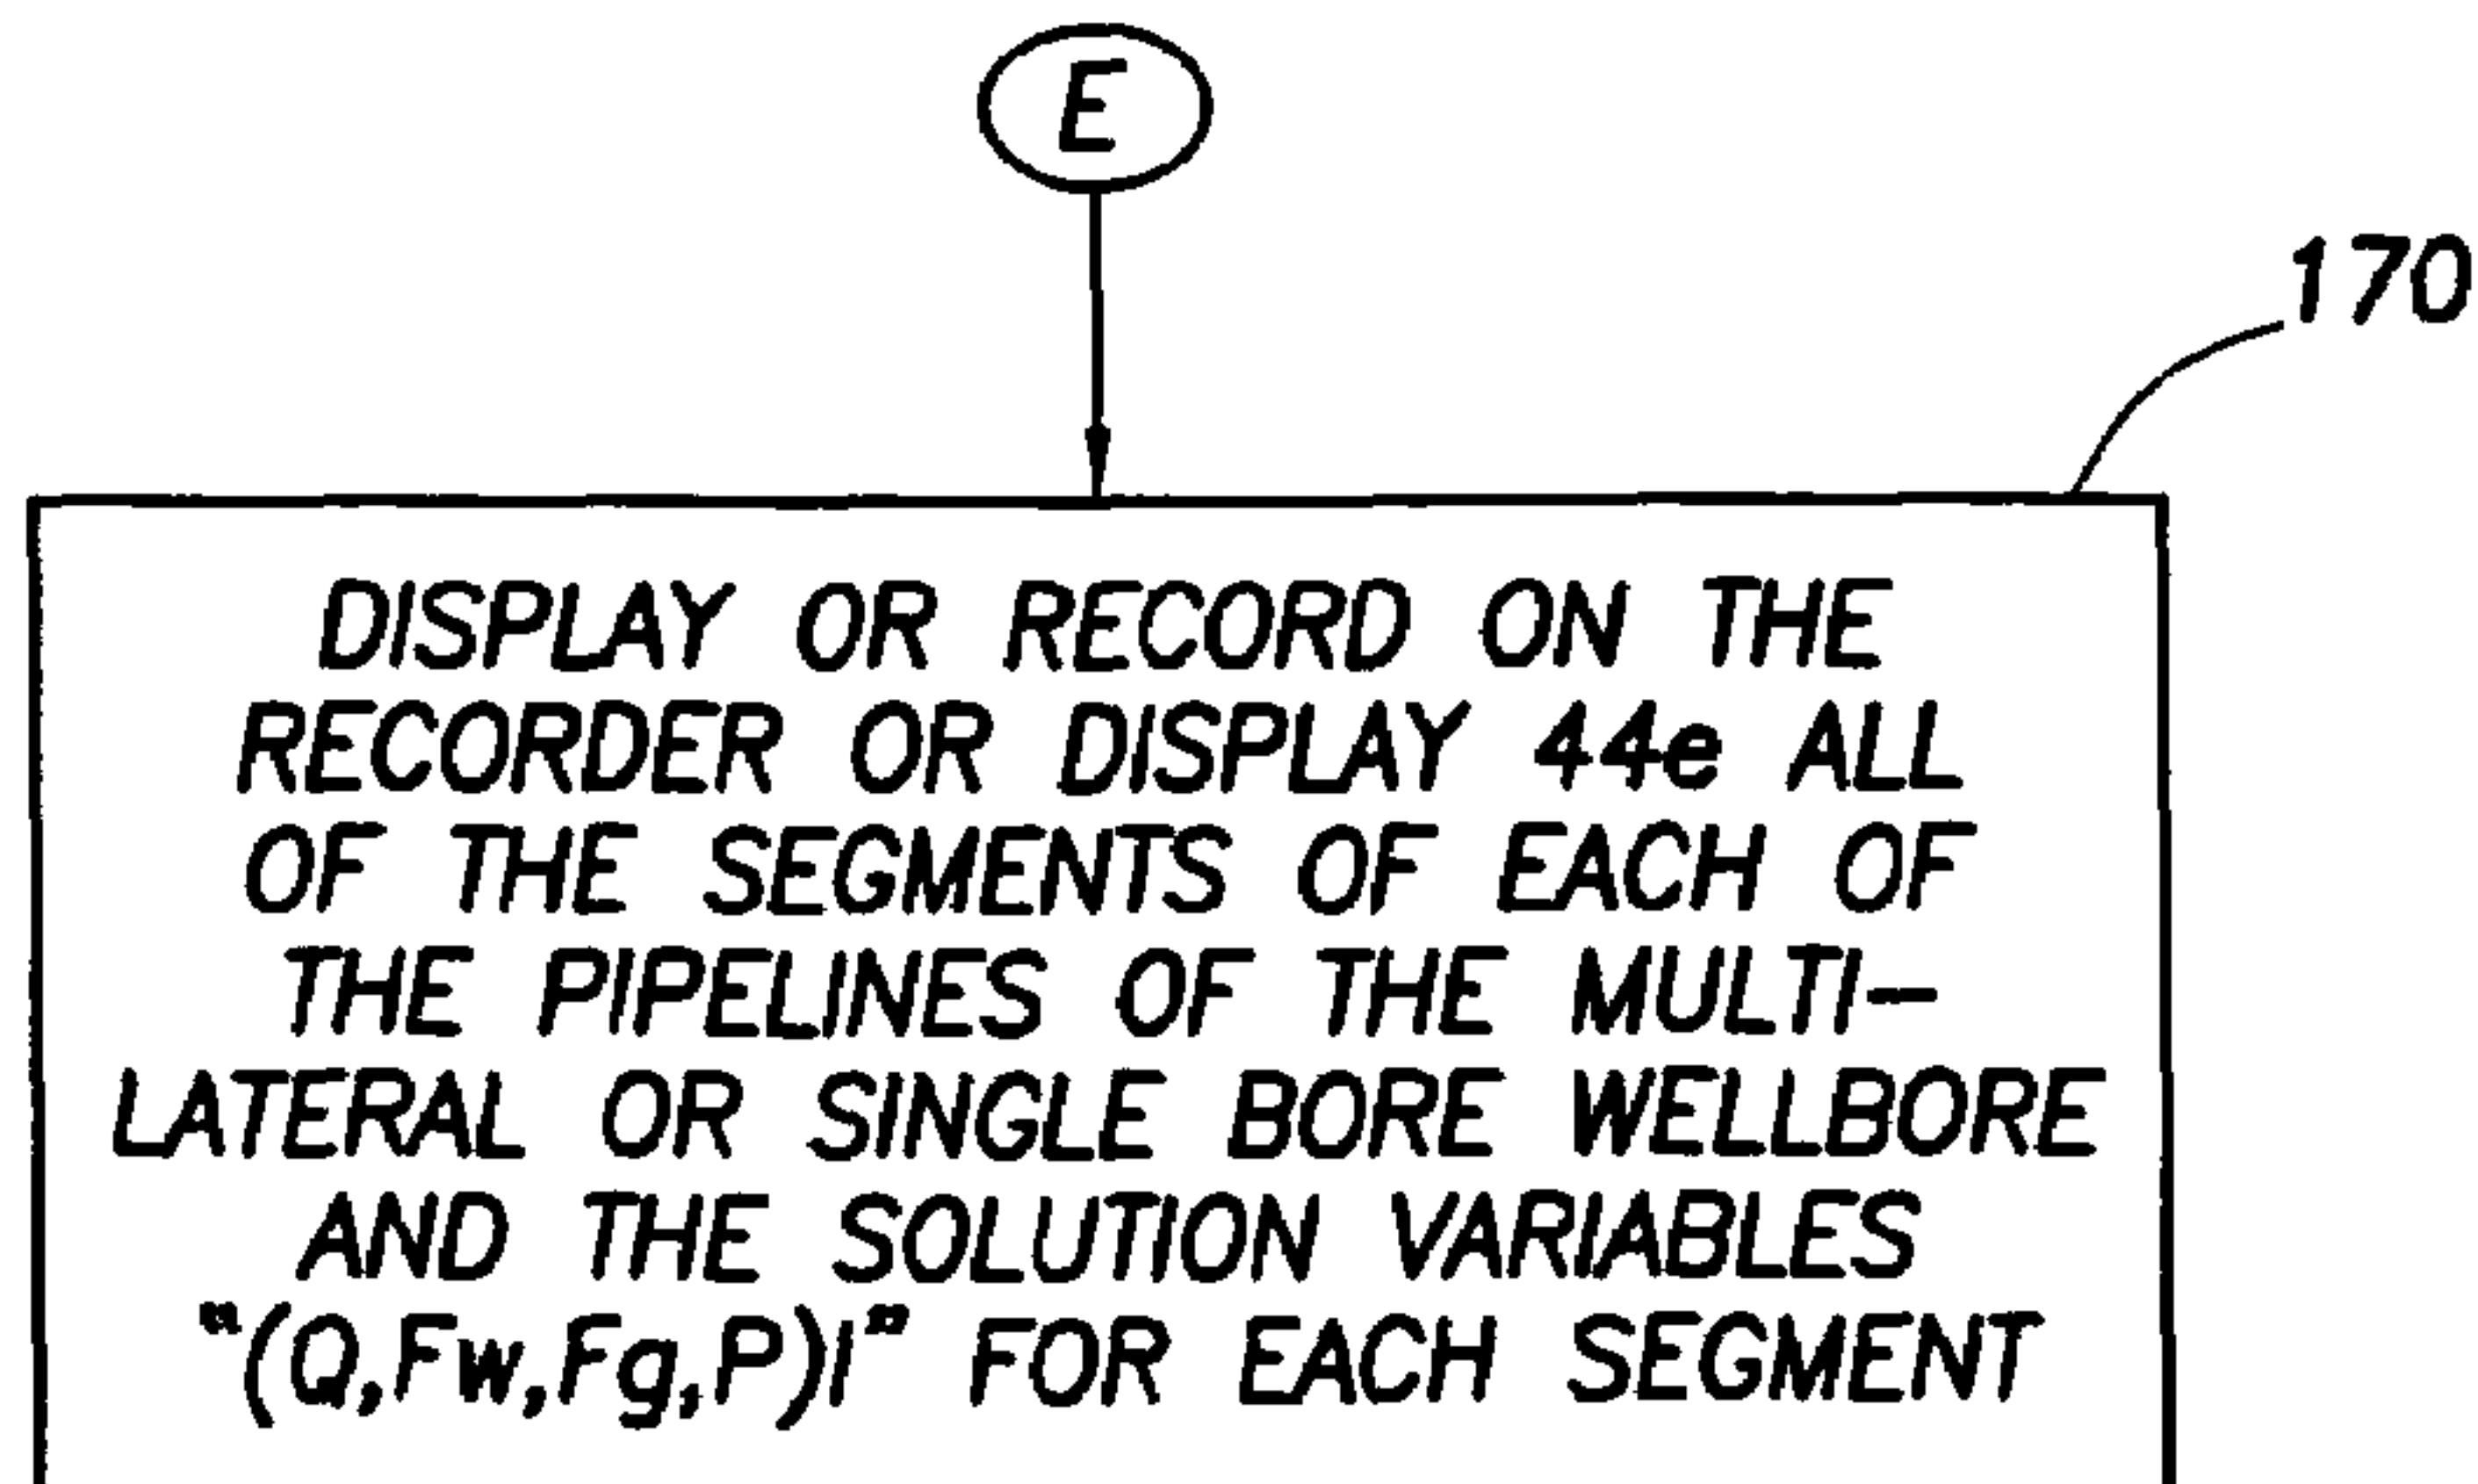 E
170
DISPLAY OR RECORD ON THE
RECORDER OR DISPLAY 44e ALL
OF THE SEGMENTS OF EACH OF
THE PIPELINES OF THE MULTI-
LATERAL OR SINGLE BORE WELLBORE
AND THE SOLUTION VARIABLES
"(Q,Fw,Fg,P)I" FOR EACH SEGMENT